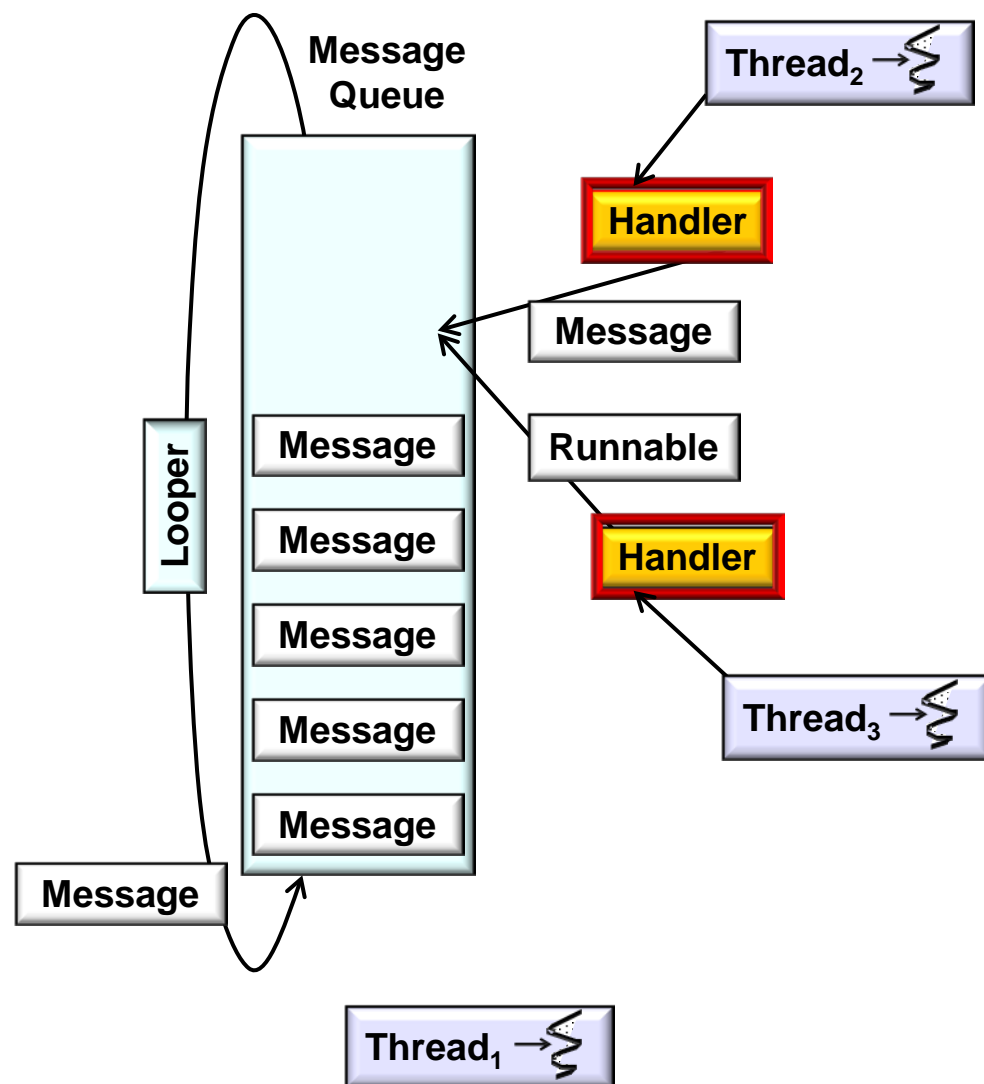 Message
Queue
Thread₂
Handler
Message
Message
Runnable
Looper
Message
Handler
Message
Message
Thread₃
Message
Message
Thread₁